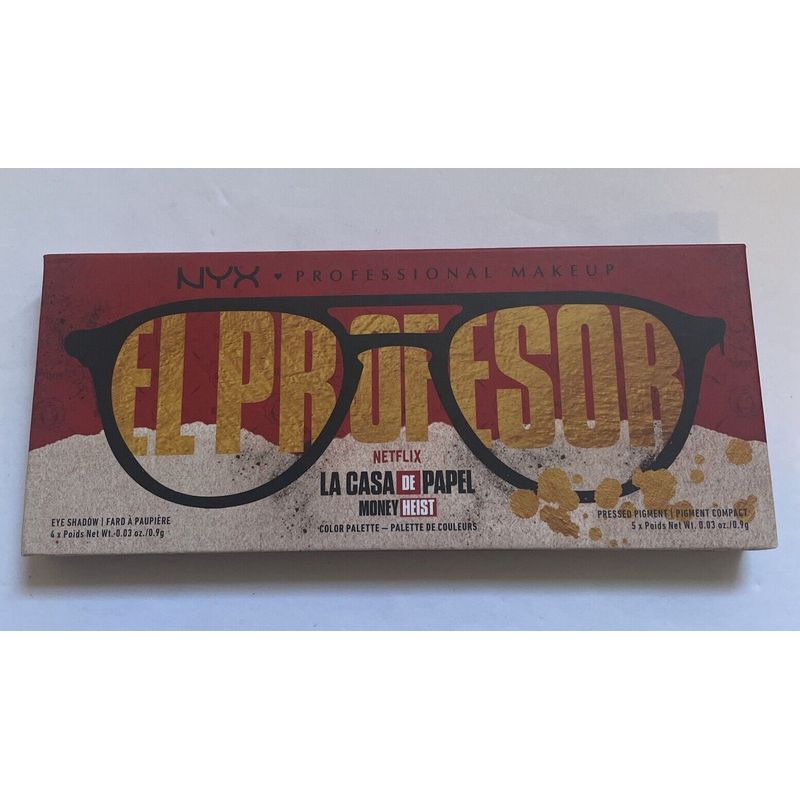 NYX ♥ PROFESSIONAL MAKEUP
EL PROFESOR
NETFLIX
LA CASA DE PAPEL
MONEY HEIST
COLOR PALETTE — PALETTE DE COULEURS
EYE SHADOW | FARD À PAUPIÈRE
4 x Poids Net Wt.-0.03 oz./0.9g
PRESSED PIGMENT | PIGMENT COMPACT
5 x Poids Net Wt. 0.03 oz./0.9g